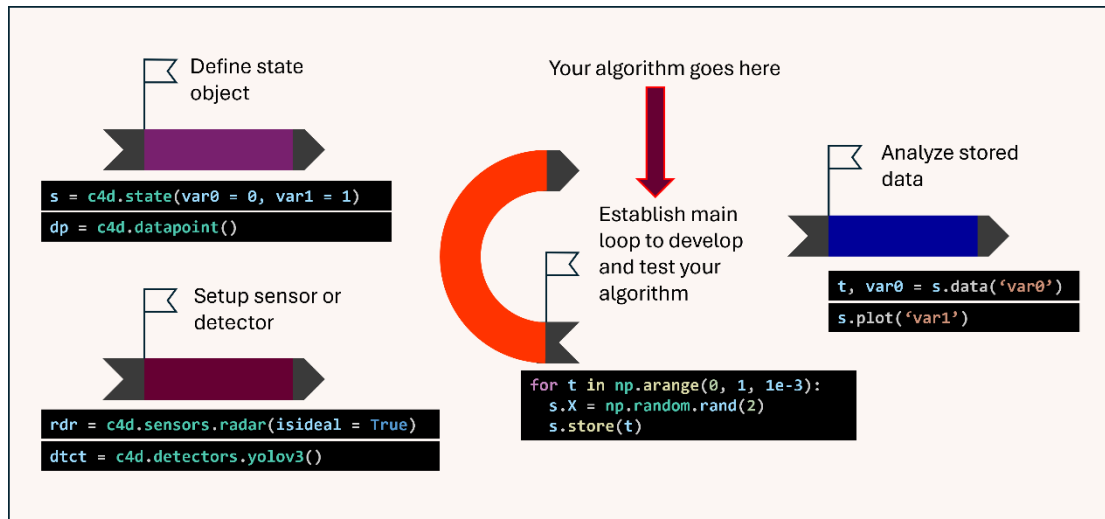 Define state
object
s = c4d.state(var0 = 0, var1 = 1)
dp = c4d.datapoint()
Setup sensor or
detector
rdr = c4d.sensors.radar(isideal = True)
dtct = c4d.detectors.yolov3()
Your algorithm goes here
Establish main
loop to develop
and test your
algorithm
for t in np.arange(0, 1, 1e-3):
  s.X = np.random.rand(2)
  s.store(t)
Analyze stored
data
t, var0 = s.data(‘var0’)
s.plot(‘var1’)